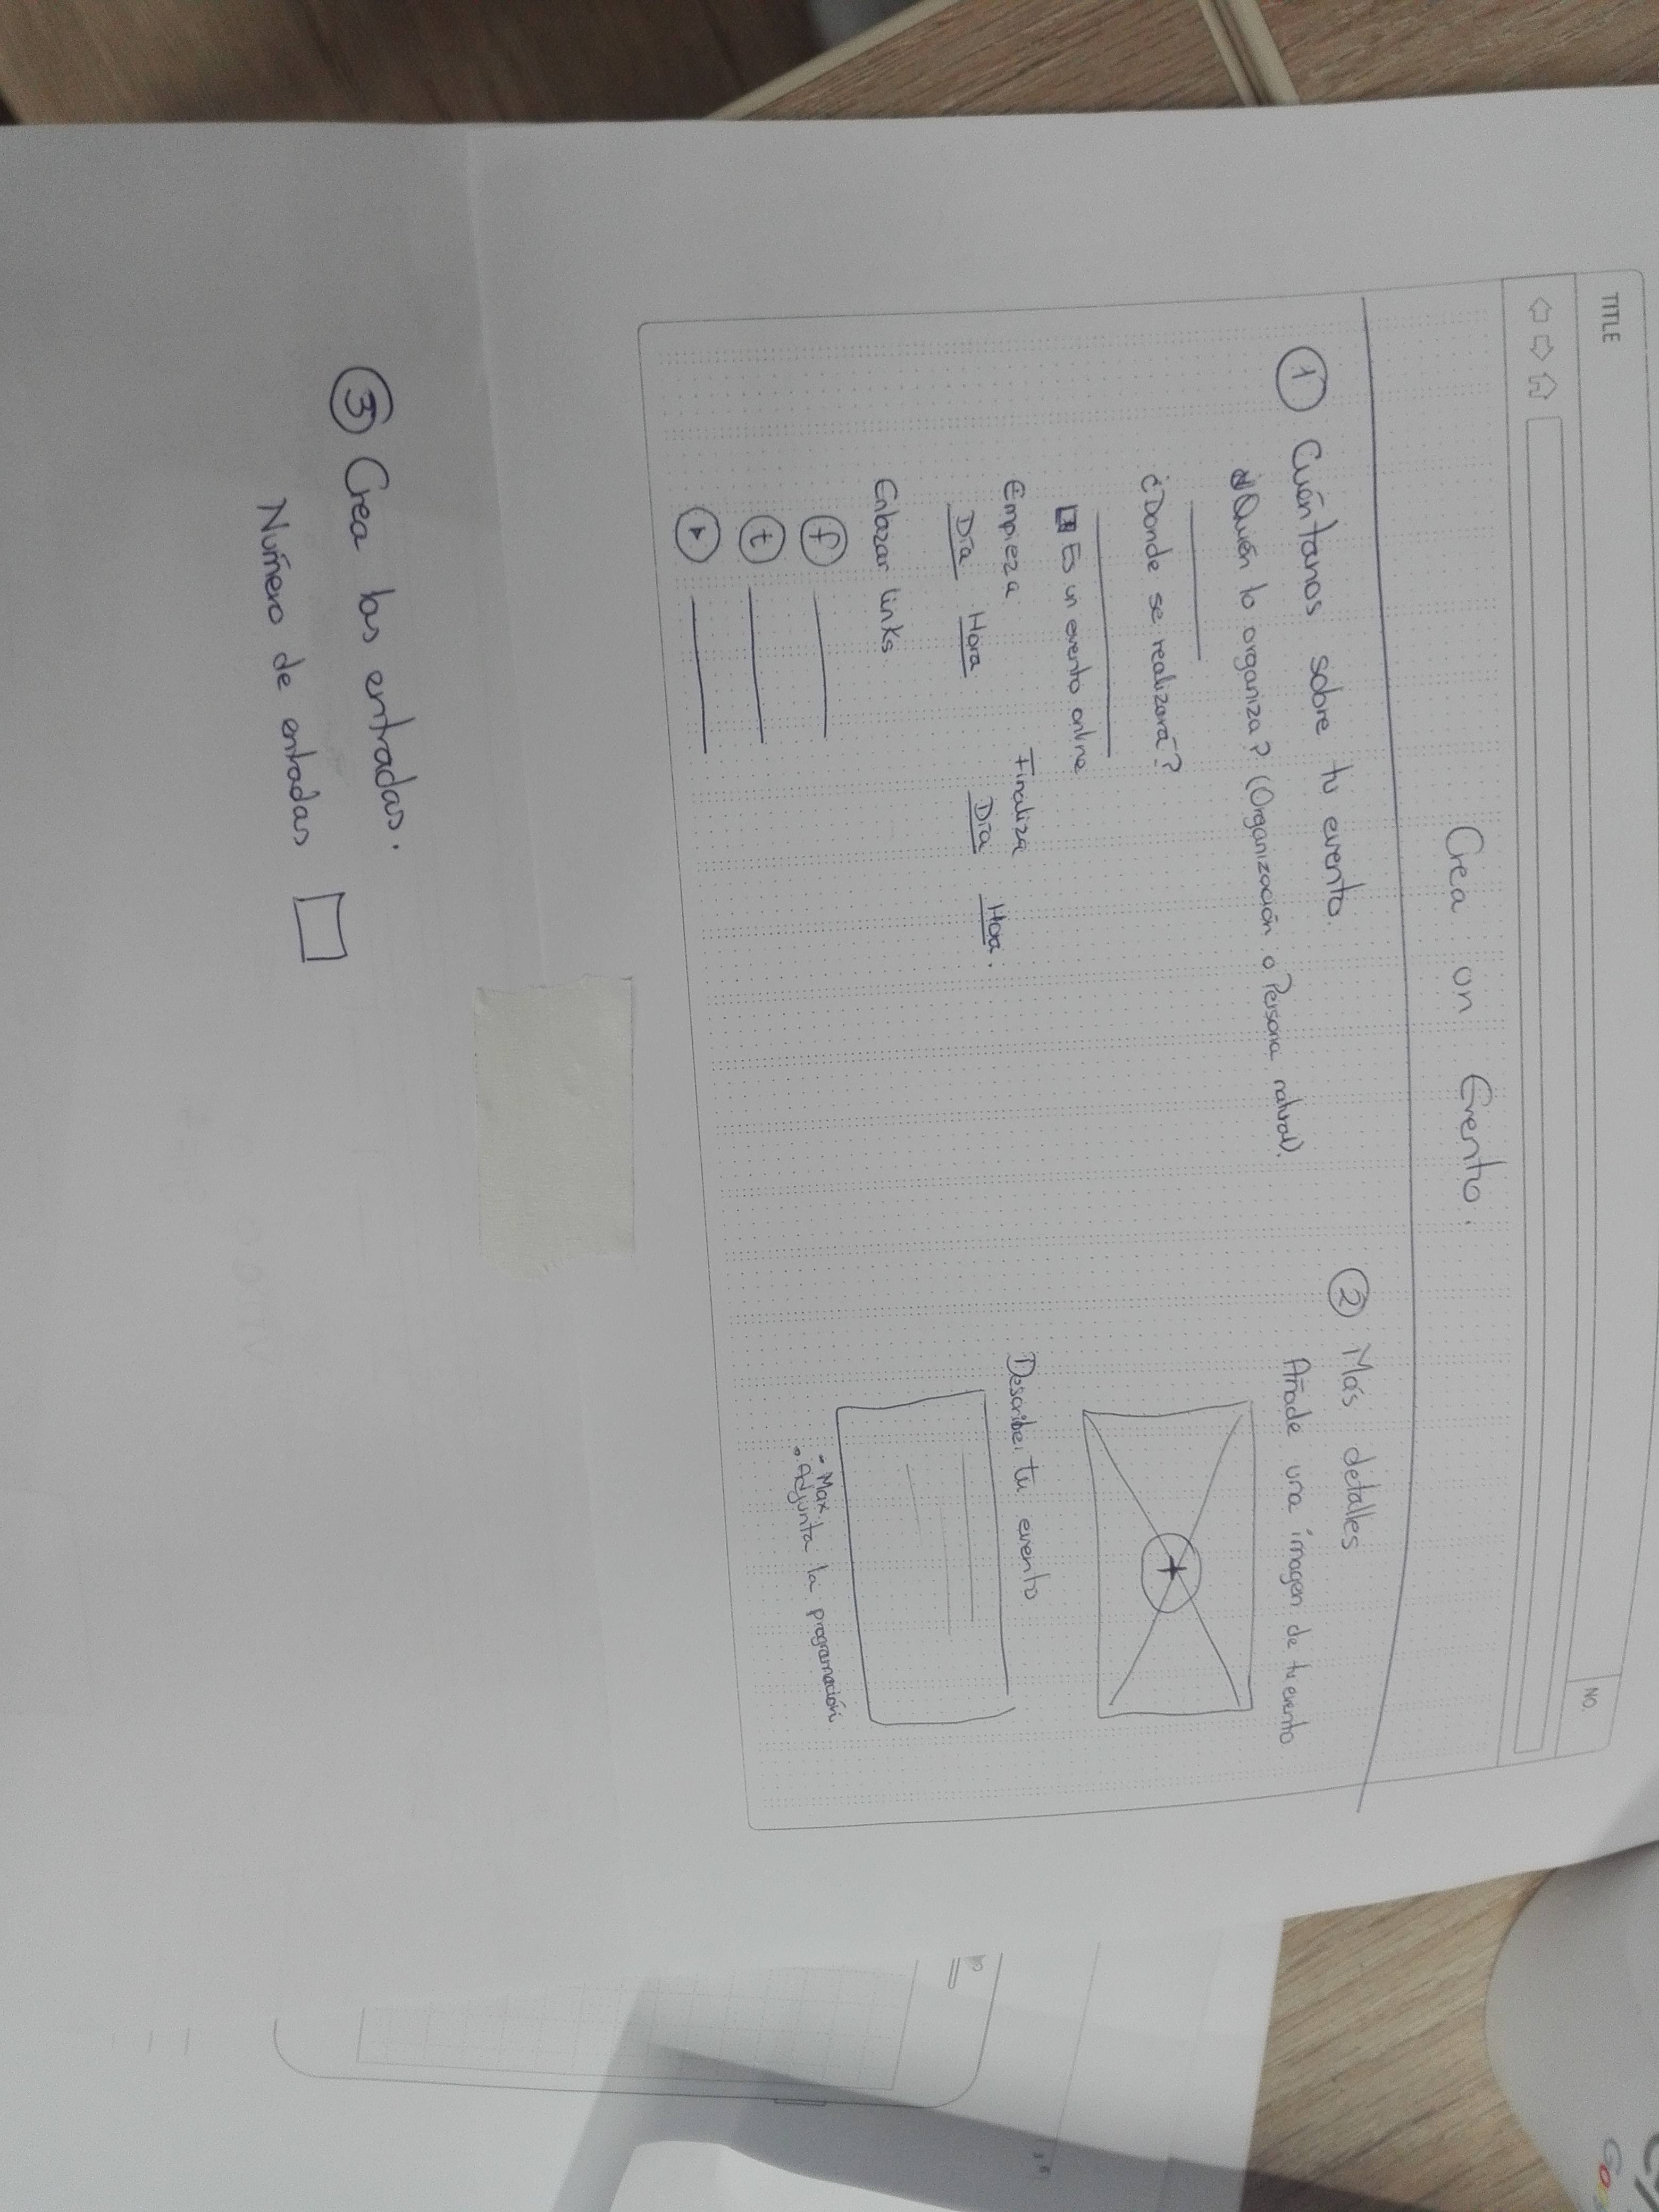 TITLE
NO.
Crea un Evento.
1 Cuéntanos sobre tu evento.
¿Quién lo organiza? (Organización o Persona natural).
¿Donde se realizará?
Es un evento online
Empieza Finaliza
Día Hora Día Hora.
Enlazar links
f
t
2 Más detalles
Añade una imagen de tu evento
+
Describe tu evento
- Max.
• Adjunta la programación
3 Crea las entradas.
Número de entradas